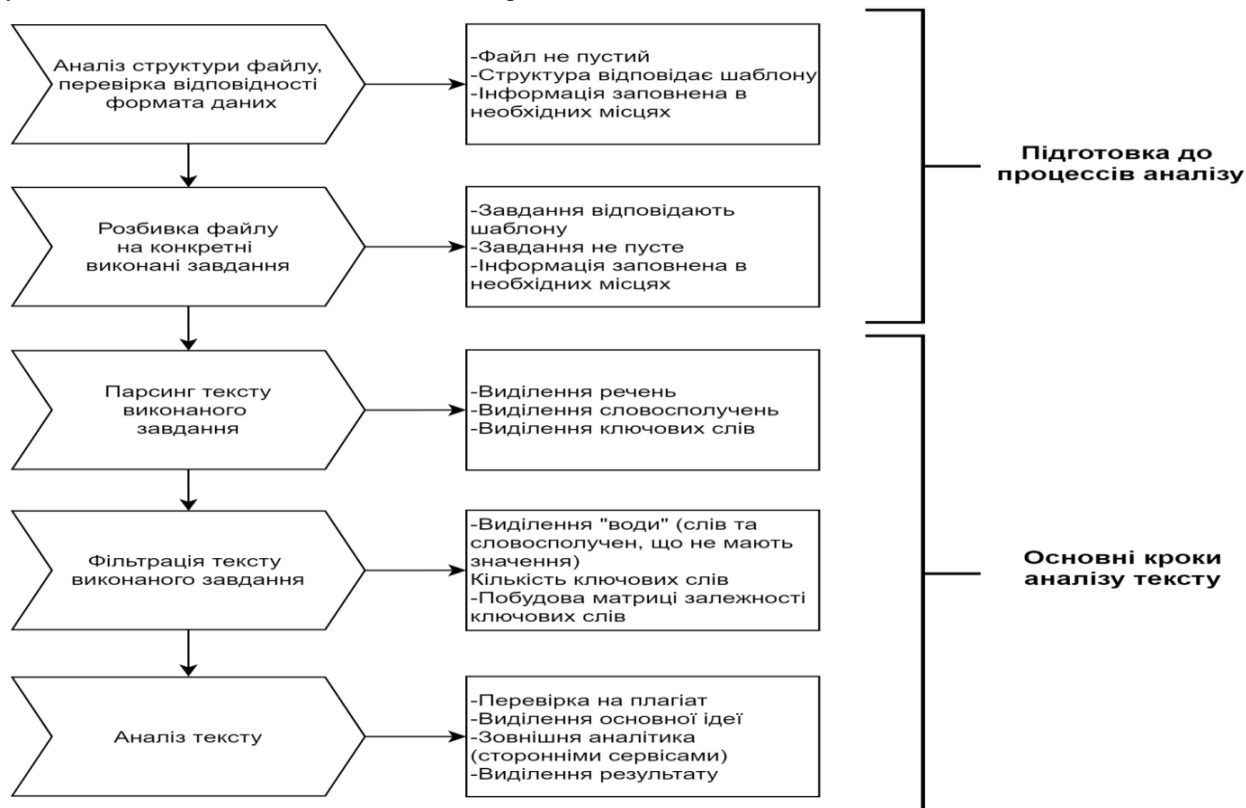 Аналіз структури файлу,
перевірка відповідності
формата даних
-Файл не пустий
-Структура відповідає шаблону
-Інформація заповнена в
необхідних місцях
Підготовка до
процессів аналізу
Розбивка файлу
на конкретні
виконані завдання
-Завдання відповідають
шаблону
-Завдання не пусте
-Інформація заповнена в
необхідних місцях
Парсинг тексту
виконаного
завдання
-Виділення речень
-Виділення словосполучень
-Виділення ключових слів
Фільтрація тексту
виконаного завдання
-Виділення "води" (слів та
словосполучен, що не мають
значення)
Кількість ключових слів
-Побудова матриці залежності
ключових слів
Основні кроки
аналізу тексту
Аналіз тексту
-Перевірка на плагіат
-Виділення основної ідеї
-Зовнішня аналітика
(сторонніми сервісами)
-Виділення результату